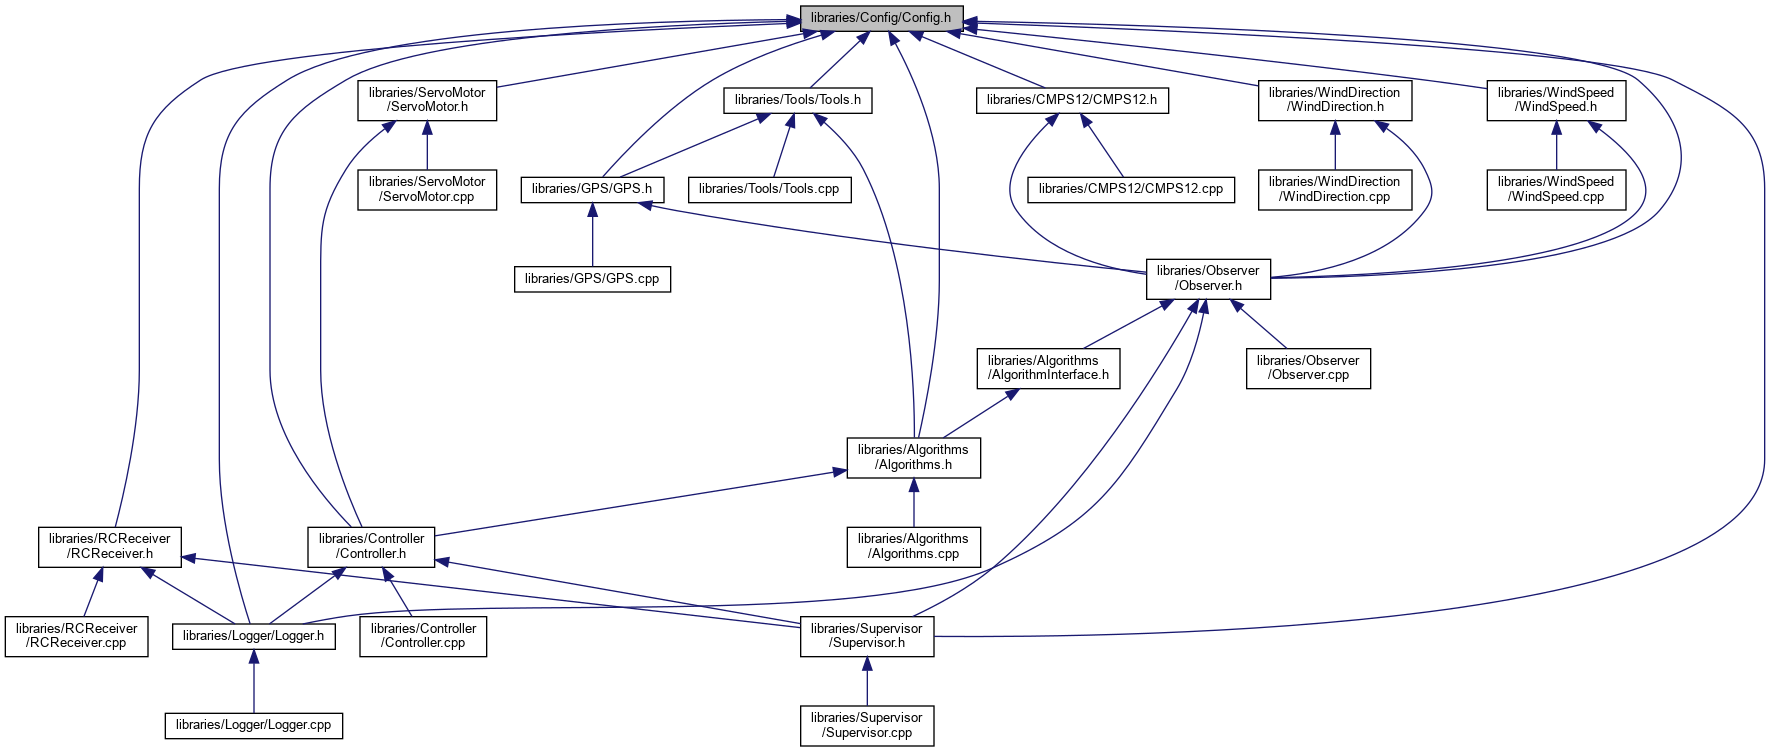 libraries/Config/Config.h
libraries/ServoMotor
/ServoMotor.h
libraries/Tools/Tools.h
libraries/CMPS12/CMPS12.h
libraries/WindDirection
/WindDirection.h
libraries/WindSpeed
/WindSpeed.h
libraries/ServoMotor
/ServoMotor.cpp
libraries/GPS/GPS.h
libraries/Tools/Tools.cpp
libraries/CMPS12/CMPS12.cpp
libraries/WindDirection
/WindDirection.cpp
libraries/WindSpeed
/WindSpeed.cpp
libraries/GPS/GPS.cpp
libraries/Observer
/Observer.h
libraries/Algorithms
/AlgorithmInterface.h
libraries/Observer
/Observer.cpp
libraries/Algorithms
/Algorithms.h
libraries/RCReceiver
/RCReceiver.h
libraries/Controller
/Controller.h
libraries/Algorithms
/Algorithms.cpp
libraries/RCReceiver
/RCReceiver.cpp
libraries/Logger/Logger.h
libraries/Controller
/Controller.cpp
libraries/Supervisor
/Supervisor.h
libraries/Logger/Logger.cpp
libraries/Supervisor
/Supervisor.cpp